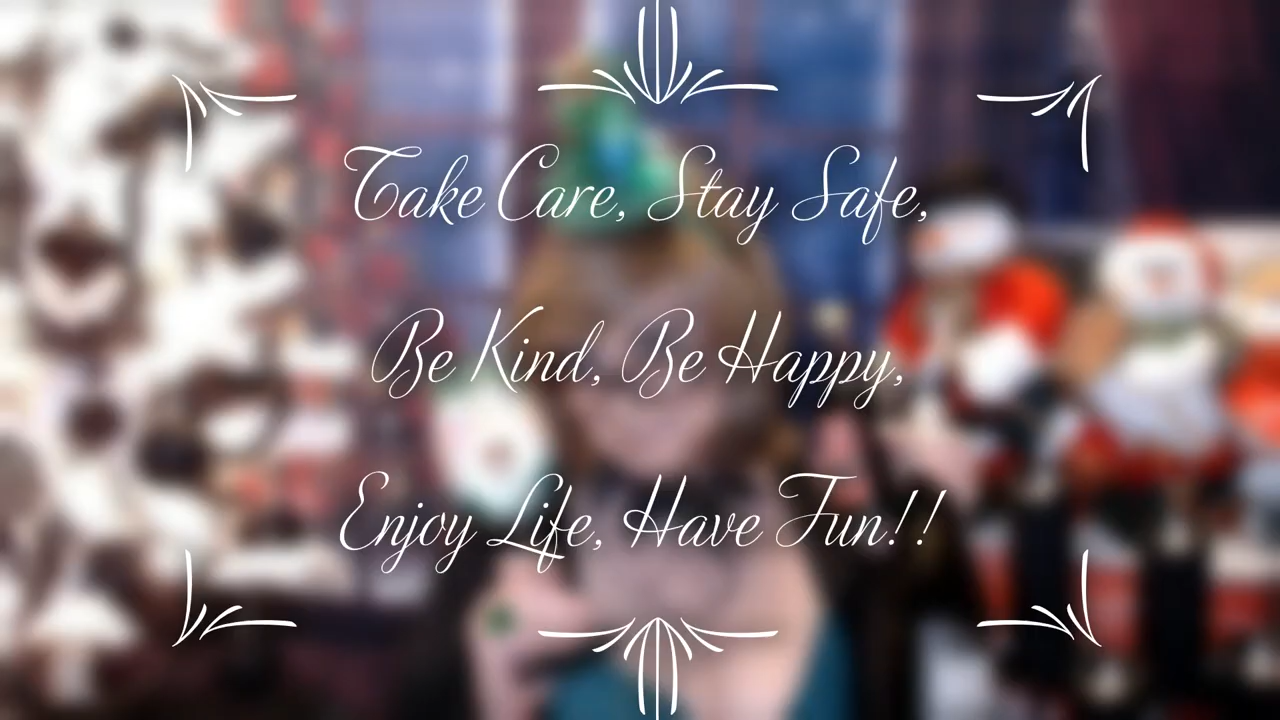 Take Care, Stay Safe,
Be Kind, Be Happy,
Enjoy Life, Have Fun!!